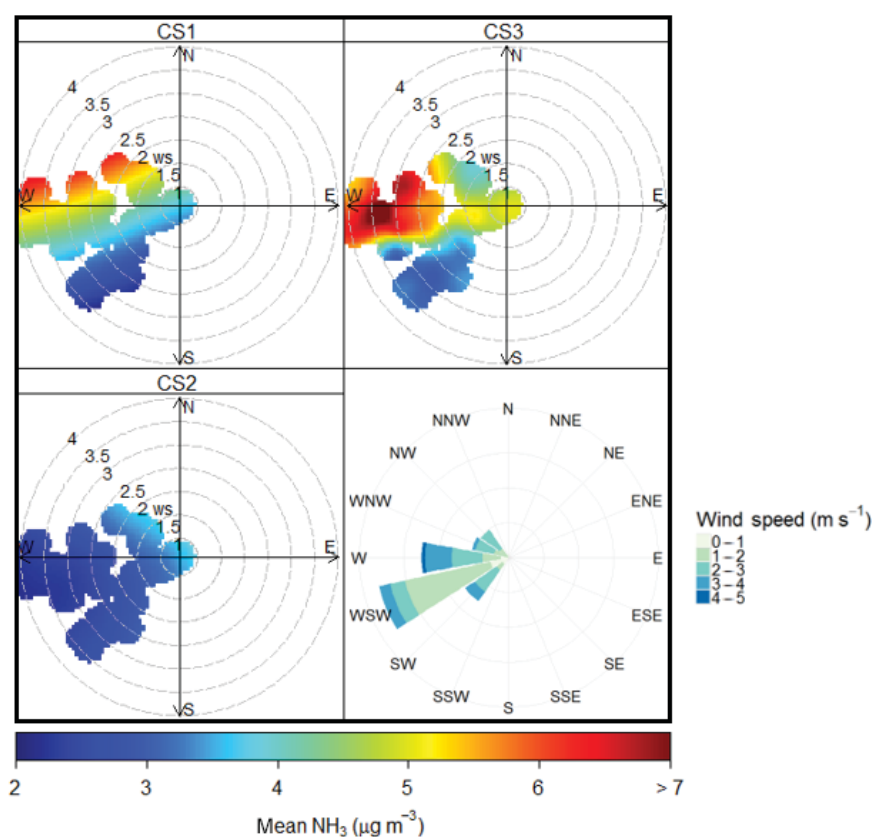 CS1
N
4
3.5
3
2.5
2 ws
1.5
1
W
E
S
CS3
N
4
3.5
3
2.5
2 ws
1.5
1
W
E
S
CS2
N
4
3.5
3
2.5
2 ws
1.5
1
W
E
S
N
NNW
NNE
NW
NE
WNW
ENE
W
E
WSW
ESE
SW
SE
SSW
SSE
S
Wind speed (m s⁻¹)
0 – 1
1 – 2
2 – 3
3 – 4
4 – 5
2 3 4 5 6 > 7
Mean NH₃ (μg m⁻³)